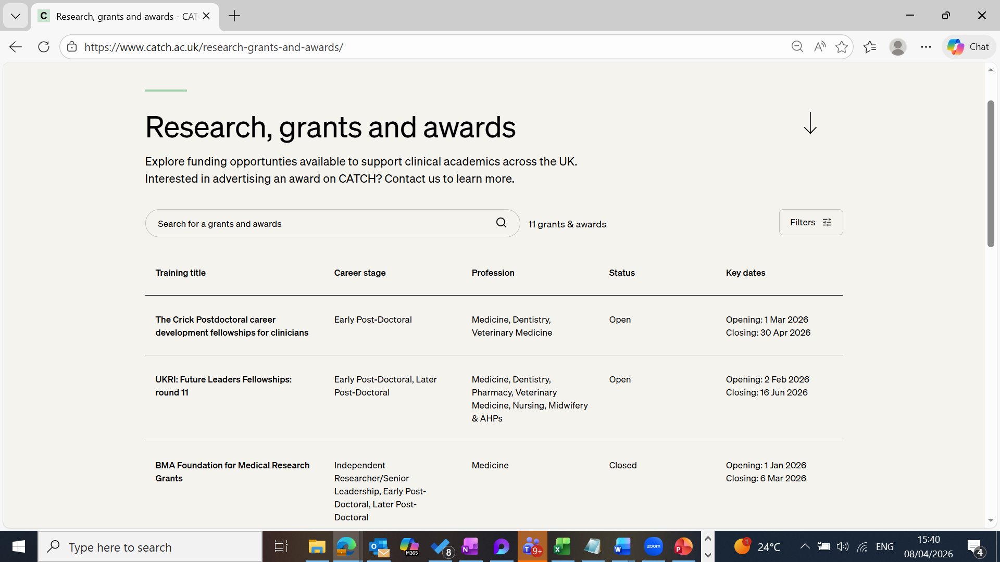 C Research, grants and awards - CAT
https://www.catch.ac.uk/research-grants-and-awards/
Chat
Research, grants and awards
Explore funding opportunties available to support clinical academics across the UK.
Interested in advertising an award on CATCH? Contact us to learn more.
Search for a grants and awards
11 grants & awards
Filters
Training title
Career stage
Profession
Status
Key dates
The Crick Postdoctoral career
development fellowships for clinicians
Early Post-Doctoral
Medicine, Dentistry,
Veterinary Medicine
Open
Opening: 1 Mar 2026
Closing: 30 Apr 2026
UKRI: Future Leaders Fellowships:
round 11
Early Post-Doctoral, Later
Post-Doctoral
Medicine, Dentistry,
Pharmacy, Veterinary
Medicine, Nursing, Midwifery
& AHPs
Open
Opening: 2 Feb 2026
Closing: 16 Jun 2026
BMA Foundation for Medical Research
Grants
Independent
Researcher/Senior
Leadership, Early Post-
Doctoral, Later Post-
Doctoral
Medicine
Closed
Opening: 1 Jan 2026
Closing: 6 Mar 2026
Type here to search
O
M365
8
N
T 9+
X
W
zoom
P
1
24°C
ENG
15:40
08/04/2026
4